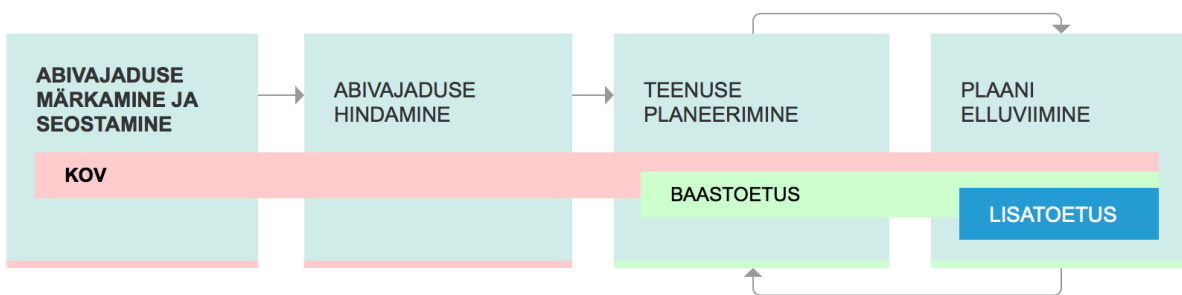 ABIVAJADUSE
MÄRKAMINE JA
SEOSTAMINE
ABIVAJADUSE
HINDAMINE
TEENUSE
PLANEERIMINE
PLAANI
ELLUVIIMINE
KOV
BAASTOETUS
LISATOETUS